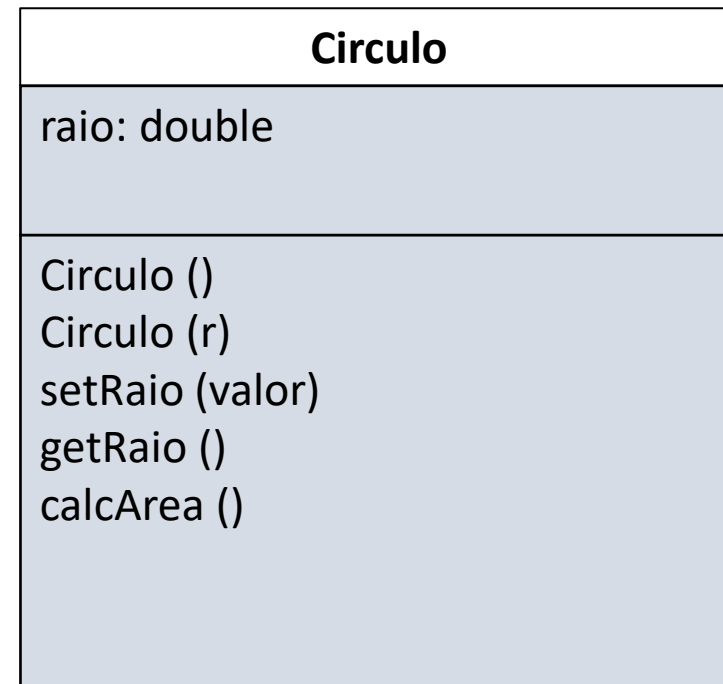 Circulo
raio: double
Circulo ()
Circulo (r)
setRaio (valor)
getRaio ()
calcArea ()